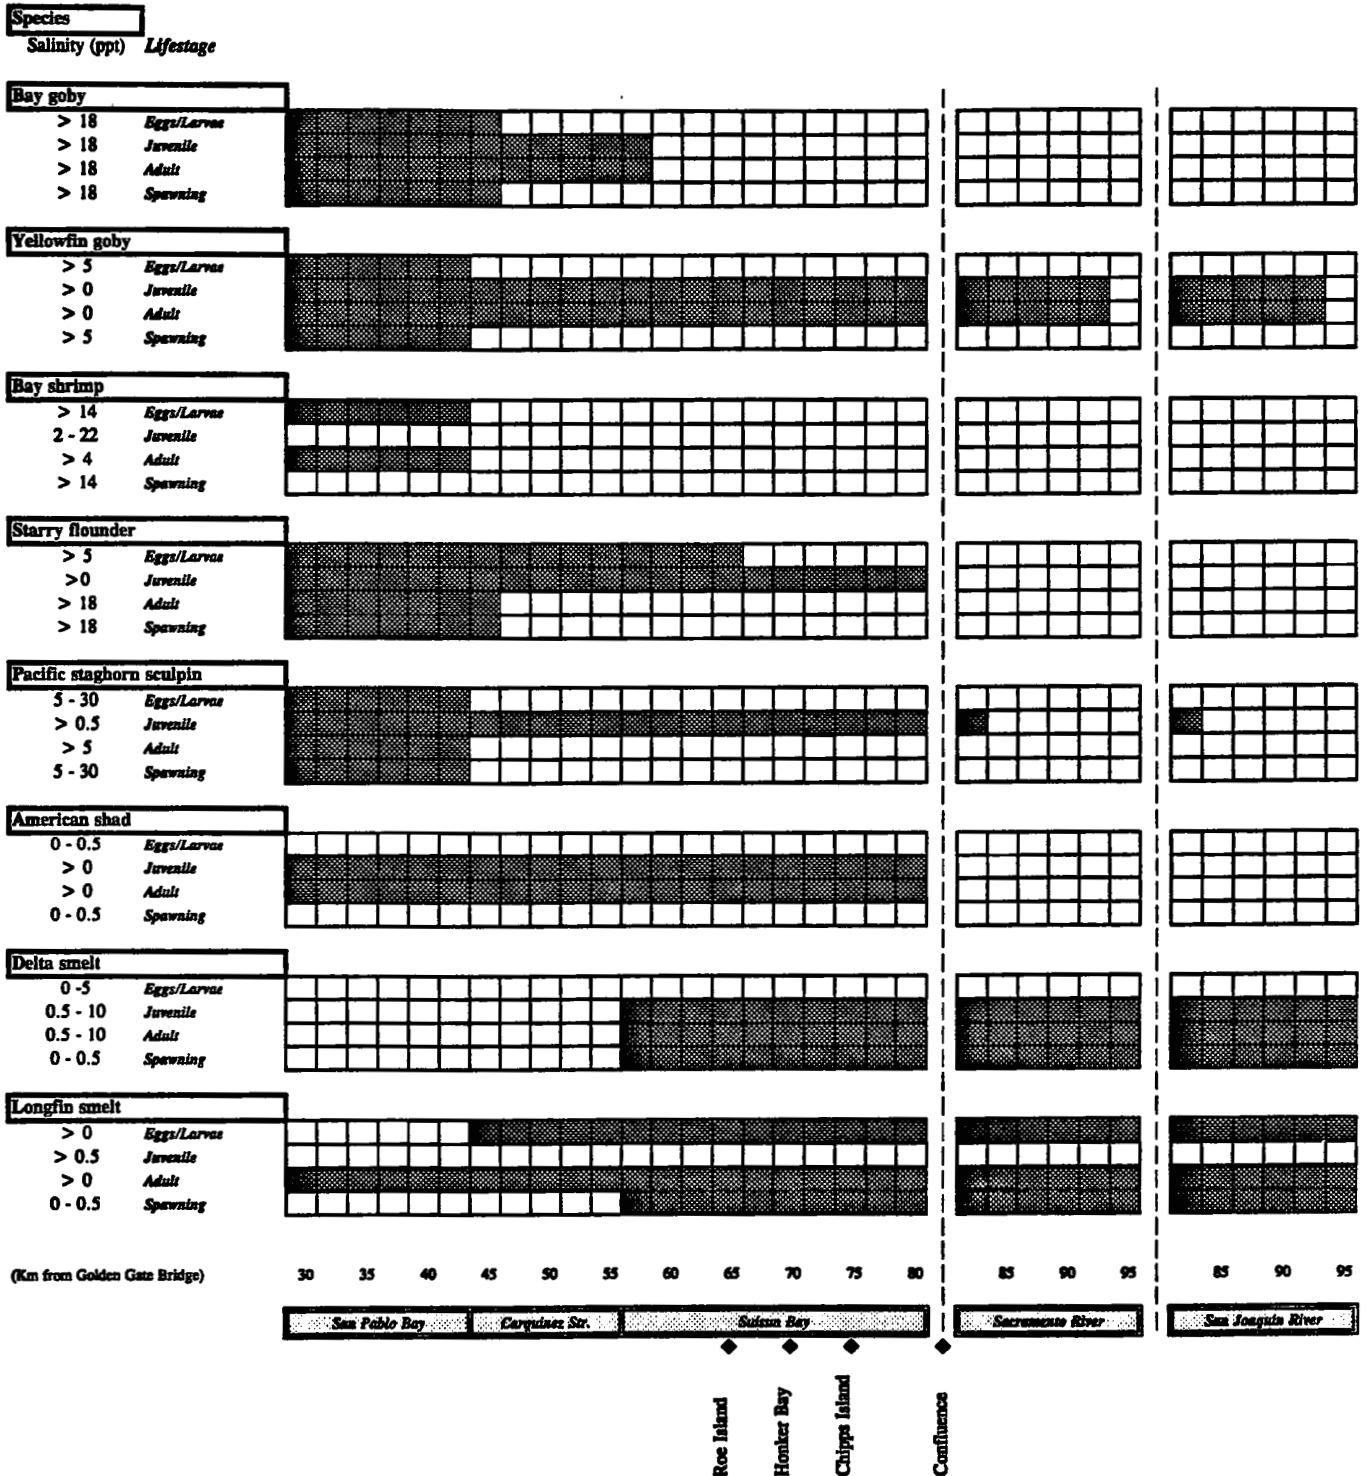 Species
Salinity (ppt) Lifestage
Bay goby
> 18 Eggs/Larvae
> 18 Juvenile
> 18 Adult
> 18 Spawning
Yellowfin goby
> 5 Eggs/Larvae
> 0 Juvenile
> 0 Adult
> 5 Spawning
Bay shrimp
> 14 Eggs/Larvae
2 - 22 Juvenile
> 4 Adult
> 14 Spawning
Starry flounder
> 5 Eggs/Larvae
>0 Juvenile
> 18 Adult
> 18 Spawning
Pacific staghorn sculpin
5 - 30 Eggs/Larvae
> 0.5 Juvenile
> 5 Adult
5 - 30 Spawning
American shad
0 - 0.5 Eggs/Larvae
> 0 Juvenile
> 0 Adult
0 - 0.5 Spawning
Delta smelt
0 -5 Eggs/Larvae
0.5 - 10 Juvenile
0.5 - 10 Adult
0 - 0.5 Spawning
Longfin smelt
> 0 Eggs/Larvae
> 0.5 Juvenile
> 0 Adult
0 - 0.5 Spawning
(Km from Golden Gate Bridge) 30 35 40 45 50 55 60 65 70 75 80 85 90 95 85 90 95
San Pablo Bay Carquinez Str. Suisun Bay Sacramento River San Joaquin River
Roe Island
Honker Bay
Chipps Island
Confluence